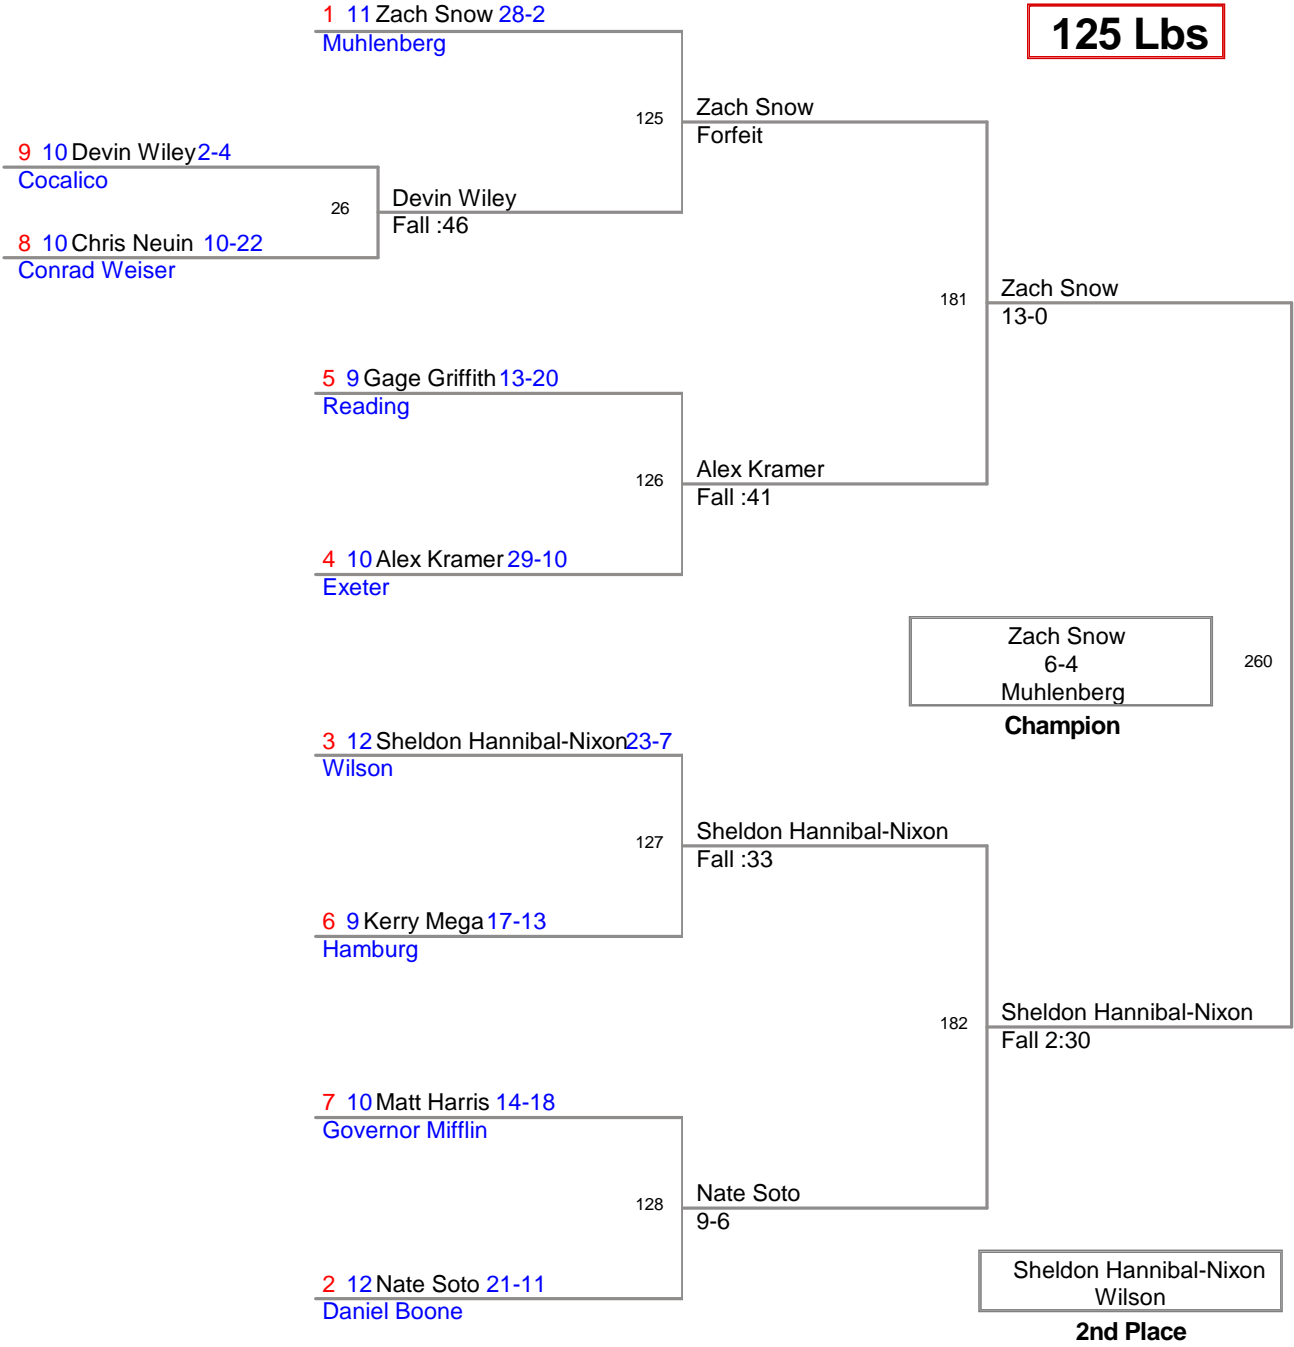 1 11 Zach Snow 28-2
Muhlenberg
125 Lbs
125
Zach Snow
Forfeit
9 10 Devin Wiley 2-4
Cocalico
26
Devin Wiley
Fall :46
8 10 Chris Neuin 10-22
Conrad Weiser
181
Zach Snow
13-0
5 9 Gage Griffith 13-20
Reading
126
Alex Kramer
Fall :41
4 10 Alex Kramer 29-10
Exeter
Zach Snow
6-4
Muhlenberg
Champion
260
3 12 Sheldon Hannibal-Nixon 23-7
Wilson
127
Sheldon Hannibal-Nixon
Fall :33
6 9 Kerry Mega 17-13
Hamburg
182
Sheldon Hannibal-Nixon
Fall 2:30
7 10 Matt Harris 14-18
Governor Mifflin
128
Nate Soto
9-6
2 12 Nate Soto 21-11
Daniel Boone
Sheldon Hannibal-Nixon
Wilson
2nd Place